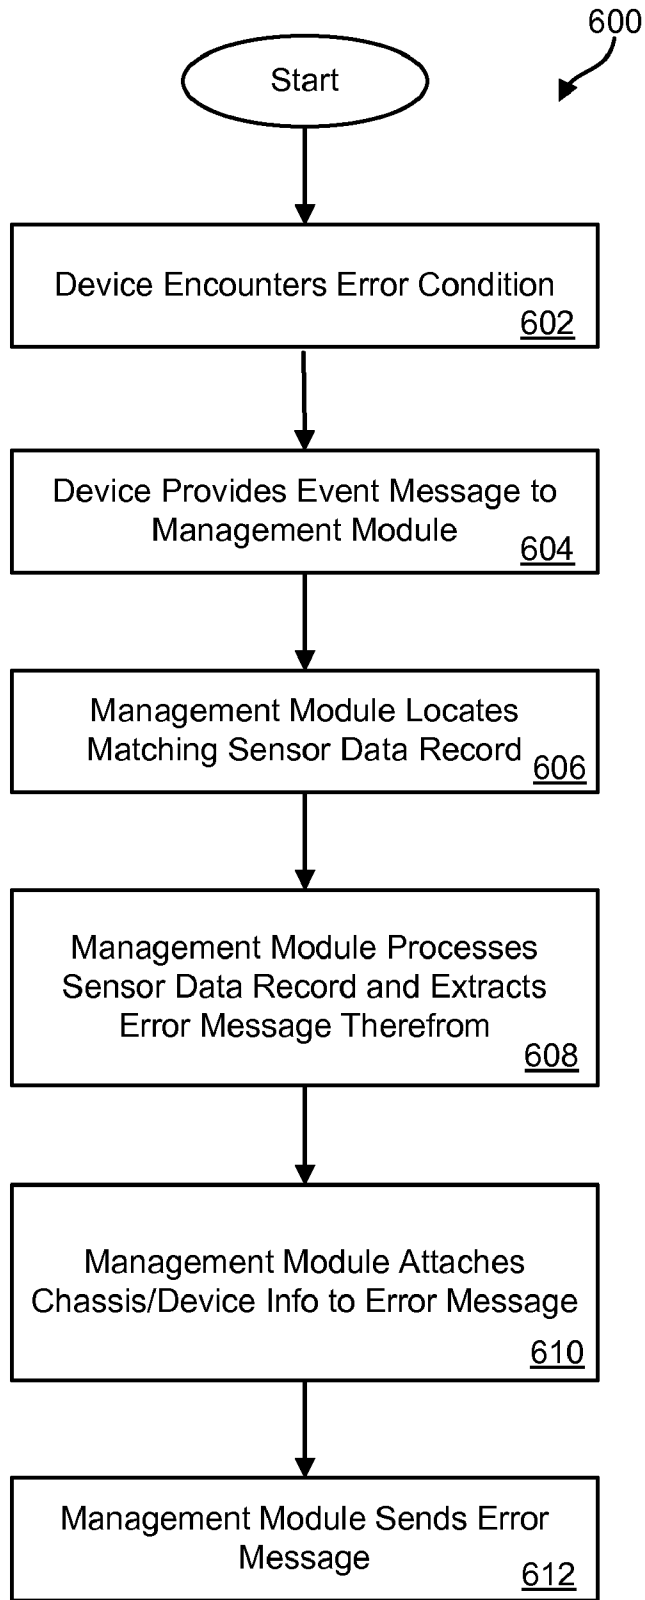 600
Start
Device Encounters Error Condition
602
Device Provides Event Message to
Management Module
604
Management Module Locates
Matching Sensor Data Record
606
Management Module Processes
Sensor Data Record and Extracts
Error Message Therefrom
608
Management Module Attaches
Chassis/Device Info to Error Message
610
Management Module Sends Error
Message
612